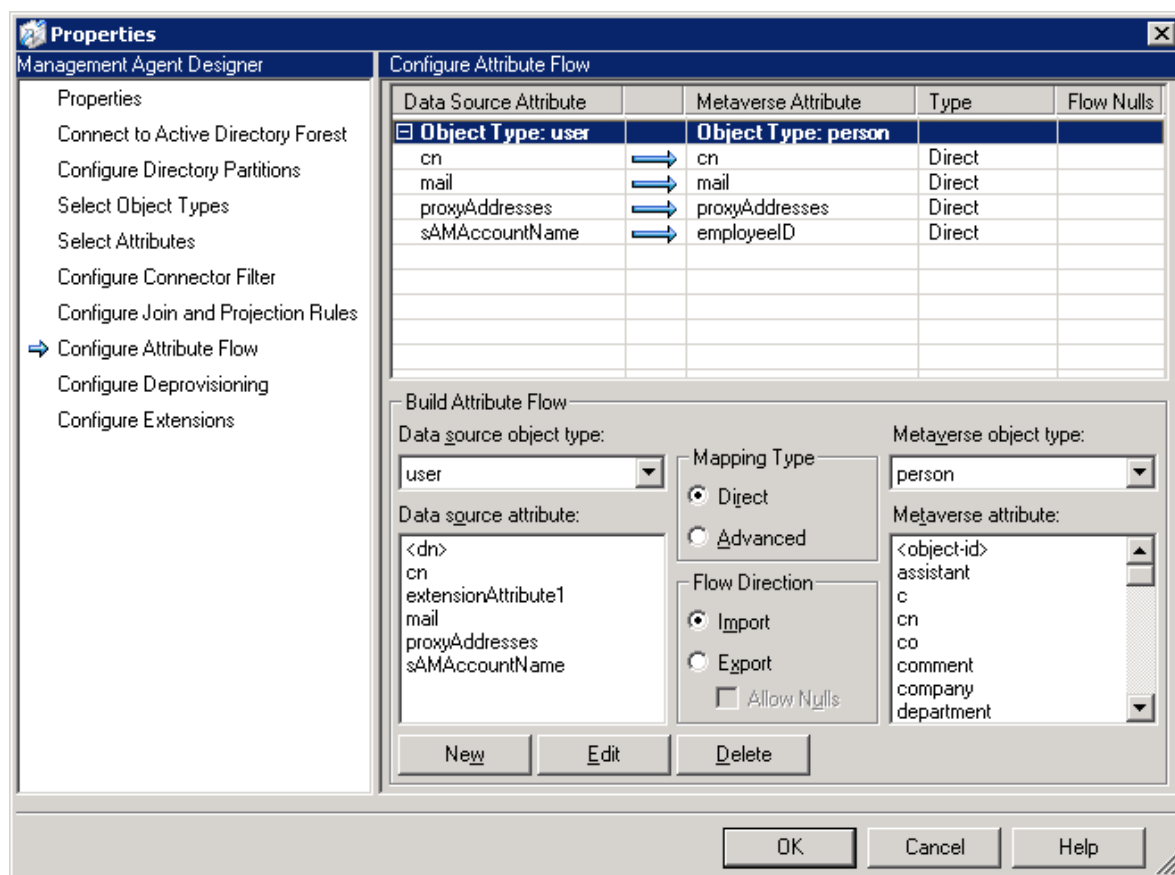 Properties
Management Agent Designer
Properties
Connect to Active Directory Forest
Configure Directory Partitions
Select Object Types
Select Attributes
Configure Connector Filter
Configure Join and Projection Rules
Configure Attribute Flow
Configure Deprovisioning
Configure Extensions
Configure Attribute Flow
Data Source Attribute Metaverse Attribute Type Flow Nulls
Object Type: user Object Type: person
cn cn Direct
mail mail Direct
proxyAddresses proxyAddresses Direct
sAMAccountName employeeID Direct
Build Attribute Flow
Data source object type:
user
Data source attribute:
<dn>
cn
extensionAttribute1
mail
proxyAddresses
sAMAccountName
Mapping Type
Direct
Advanced
Flow Direction
Import
Export
Allow Nulls
Metaverse object type:
person
Metaverse attribute:
<object-id>
assistant
c
cn
co
comment
company
department
New Edit Delete
OK Cancel Help